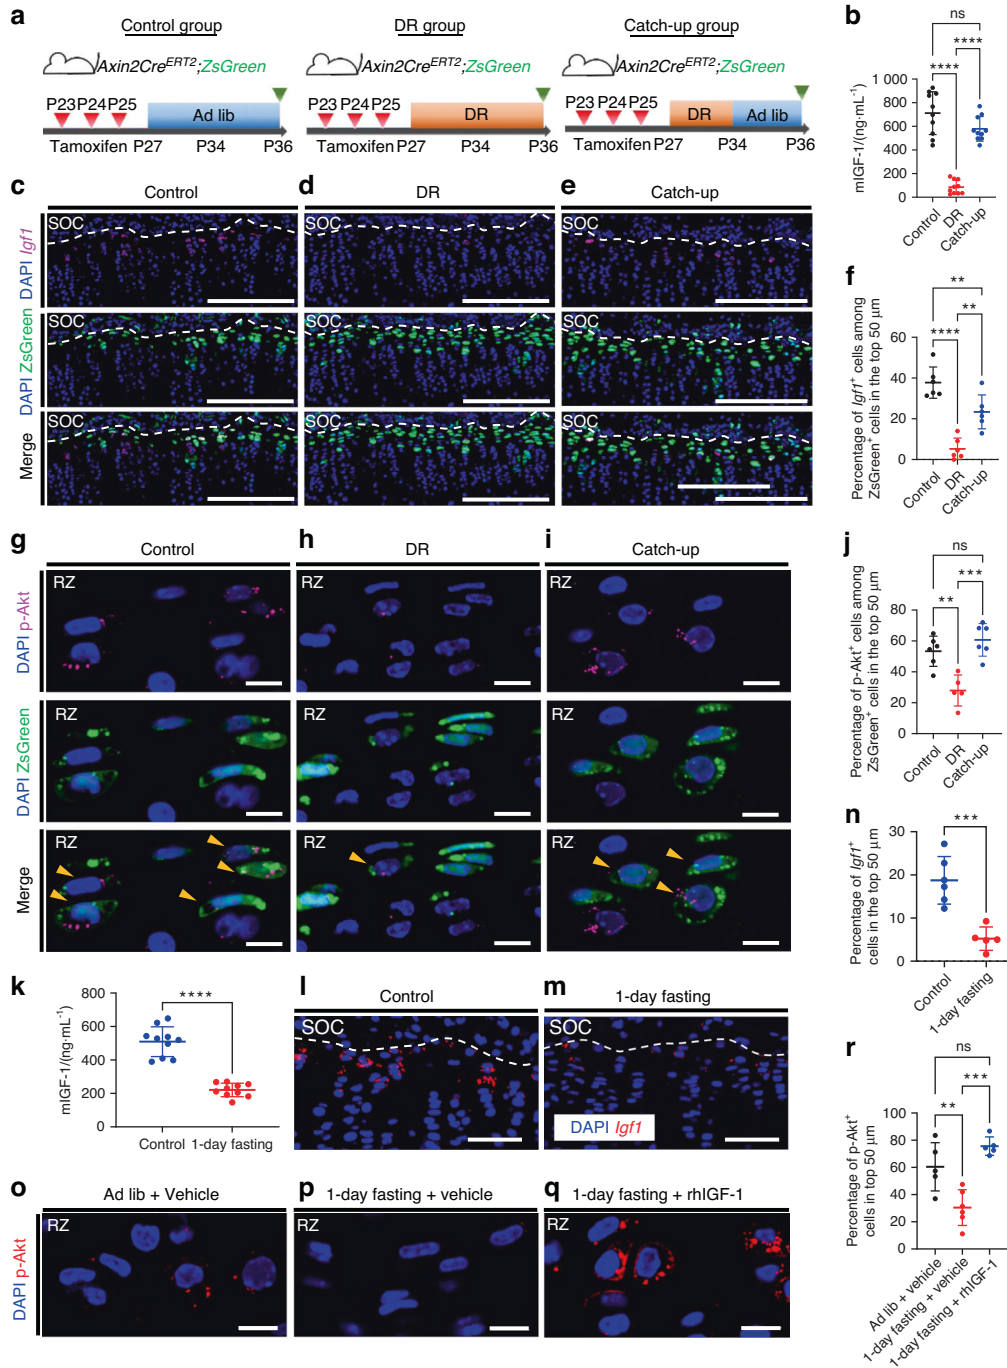 a
Control group
DR group
Catch-up group
Axin2Cre^ERT2;ZsGreen
Axin2Cre^ERT2;ZsGreen
Axin2Cre^ERT2;ZsGreen
P23 P24 P25
Ad lib
Tamoxifen P27 P34 P36
P23 P24 P25
DR
Tamoxifen P27 P34 P36
P23 P24 P25
DR
Ad lib
Tamoxifen P27 P34 P36
b
ns
****
****
mIGF-1/(ng·mL⁻¹)
1 000
800
600
400
200
0
Control
DR
Catch-up
c
Control
d
DR
e
Catch-up
DAPI Igf1
SOC
DAPI ZsGreen
SOC
SOC
SOC
Merge
SOC
SOC
SOC
SOC
SOC
f
**
**
****
Percentage of Igf1⁺ cells among
ZsGreen⁺ cells in the top 50 µm
60
40
20
0
Control
DR
Catch-up
g
Control
h
DR
i
Catch-up
DAPI p-Akt
RZ
RZ
RZ
DAPI ZsGreen
RZ
RZ
RZ
Merge
RZ
RZ
RZ
j
ns
***
**
Percentage of p-Akt⁺ cells among
ZsGreen⁺ cells in the top 50 µm
80
60
40
20
0
Control
DR
Catch-up
k
****
mIGF-1/(ng·mL⁻¹)
800
600
400
200
0
Control
1-day fasting
l
Control
SOC
m
1-day fasting
SOC
DAPI Igf1
n
***
Percentage of Igf1⁺
cells in the top 50 µm
30
20
10
0
Control
1-day fasting
o
Ad lib + Vehicle
p
1-day fasting + vehicle
q
1-day fasting + rhIGF-1
DAPI p-Akt
RZ
RZ
RZ
r
ns
***
**
Percentage of p-Akt⁺
cells in top 50 µm
100
80
60
40
20
0
Ad lib + vehicle
1-day fasting + vehicle
1-day fasting + rhIGF-1